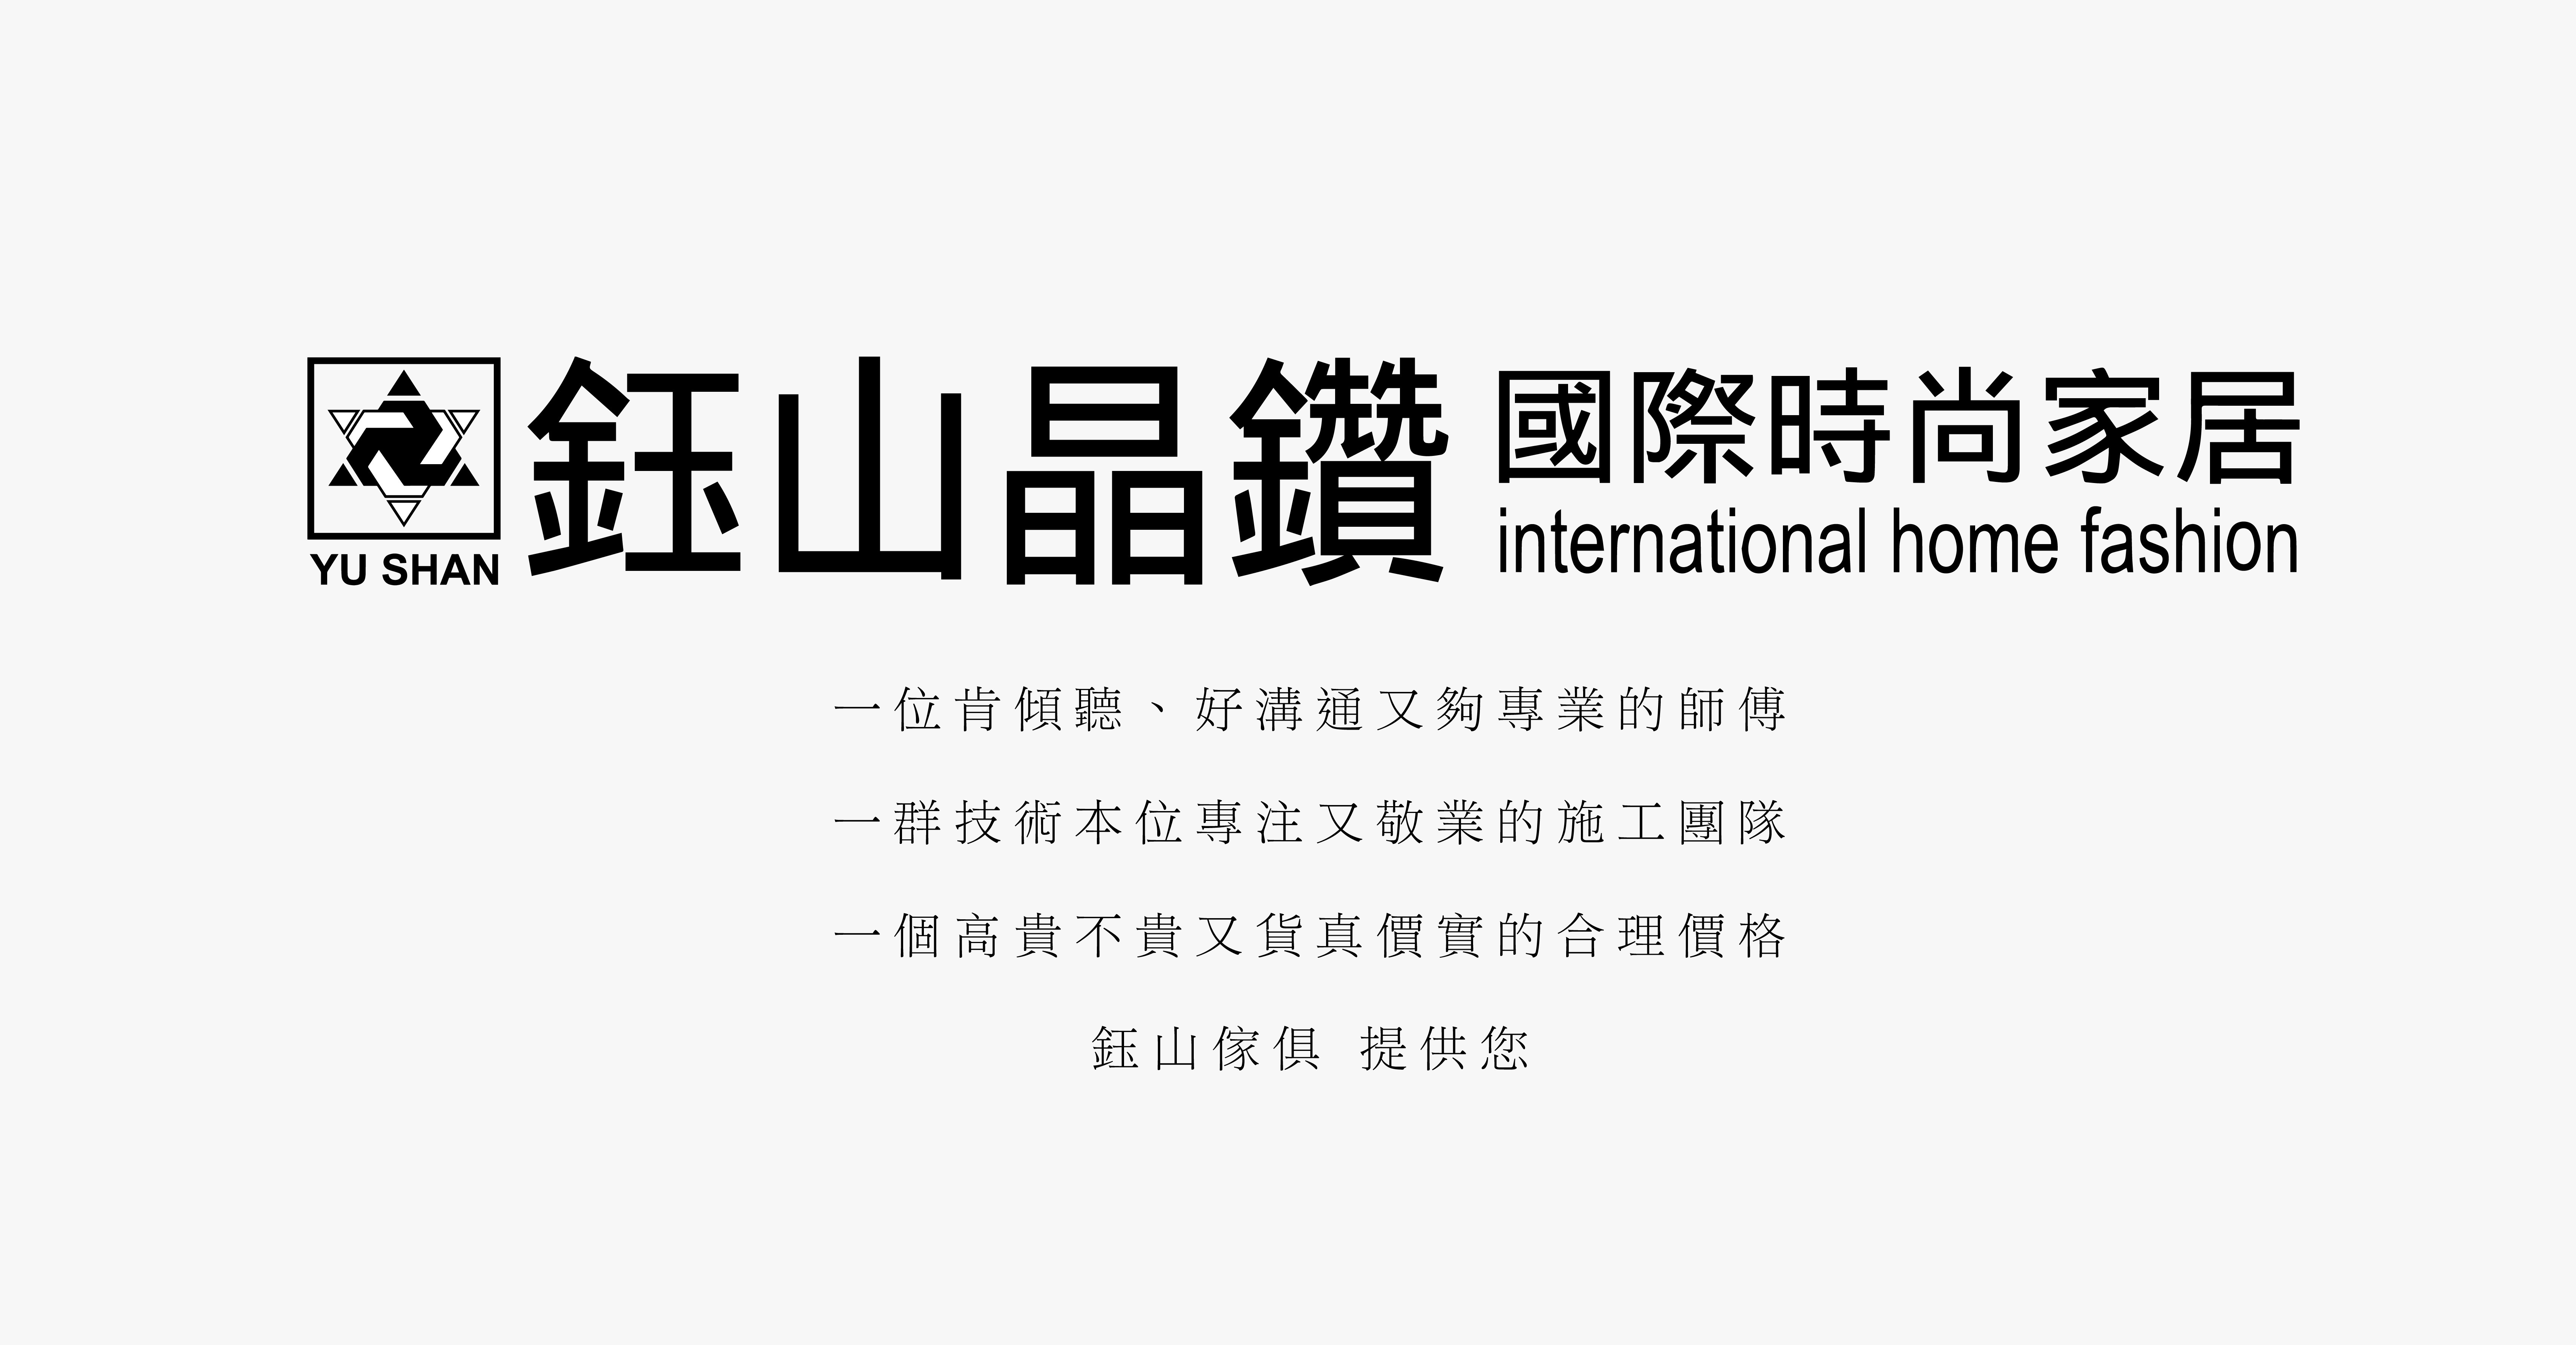 YU SHAN
鈺山晶鑽
國際時尚家居
international home fashion
一位肯傾聽、好溝通又夠專業的師傅
一群技術本位專注又敬業的施工團隊
一個高貴不貴又貨真價實的合理價格
鈺山傢俱 提供您